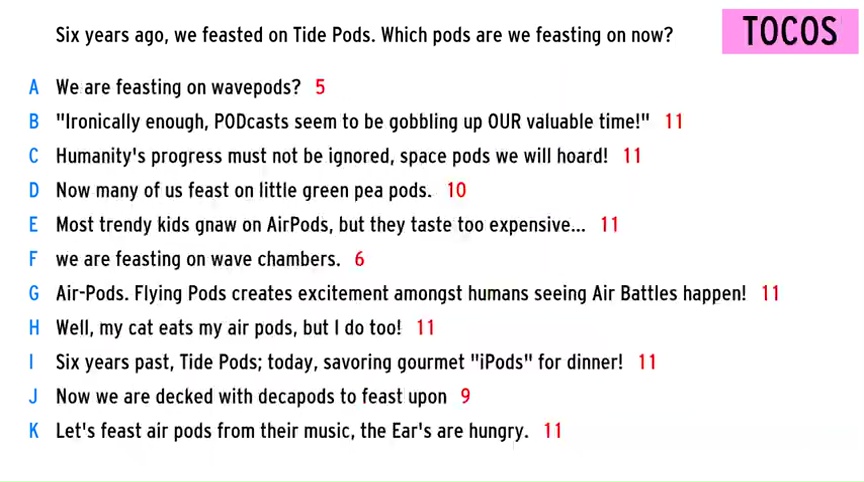 Six years ago, we feasted on Tide Pods. Which pods are we feasting on now?
TOCOS
A We are feasting on wavepods? 5
B "Ironically enough, PODcasts seem to be gobbling up OUR valuable time!" 11
C Humanity's progress must not be ignored, space pods we will hoard! 11
D Now many of us feast on little green pea pods. 10
E Most trendy kids gnaw on AirPods, but they taste too expensive... 11
F we are feasting on wave chambers. 6
G Air-Pods. Flying Pods creates excitement amongst humans seeing Air Battles happen! 11
H Well, my cat eats my air pods, but I do too! 11
I Six years past, Tide Pods; today, savoring gourmet "iPods" for dinner! 11
J Now we are decked with decapods to feast upon 9
K Let's feast air pods from their music, the Ear's are hungry. 11